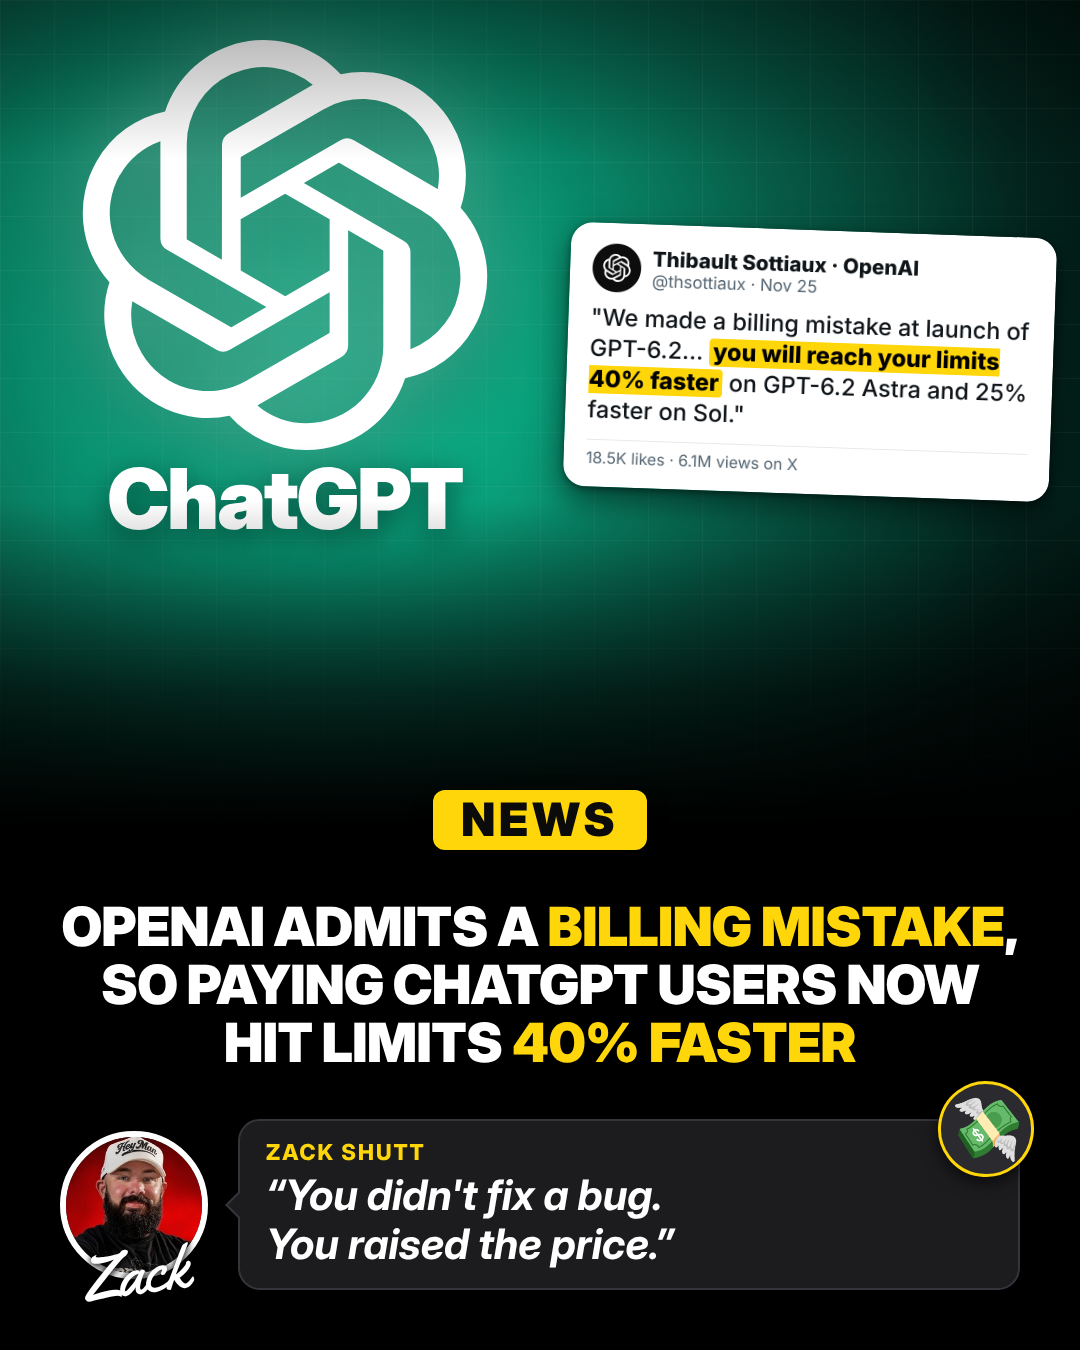 ChatGPT
Thibault Sottiaux · OpenAI
@thsottiaux · Nov 25
"We made a billing mistake at launch of
GPT-6.2... you will reach your limits
40% faster on GPT-6.2 Astra and 25%
faster on Sol."
18.5K likes · 6.1M views on X
NEWS
OPENAI ADMITS A BILLING MISTAKE,
SO PAYING CHATGPT USERS NOW
HIT LIMITS 40% FASTER
Hey Man
Zack
ZACK SHUTT
“You didn't fix a bug.
You raised the price.”